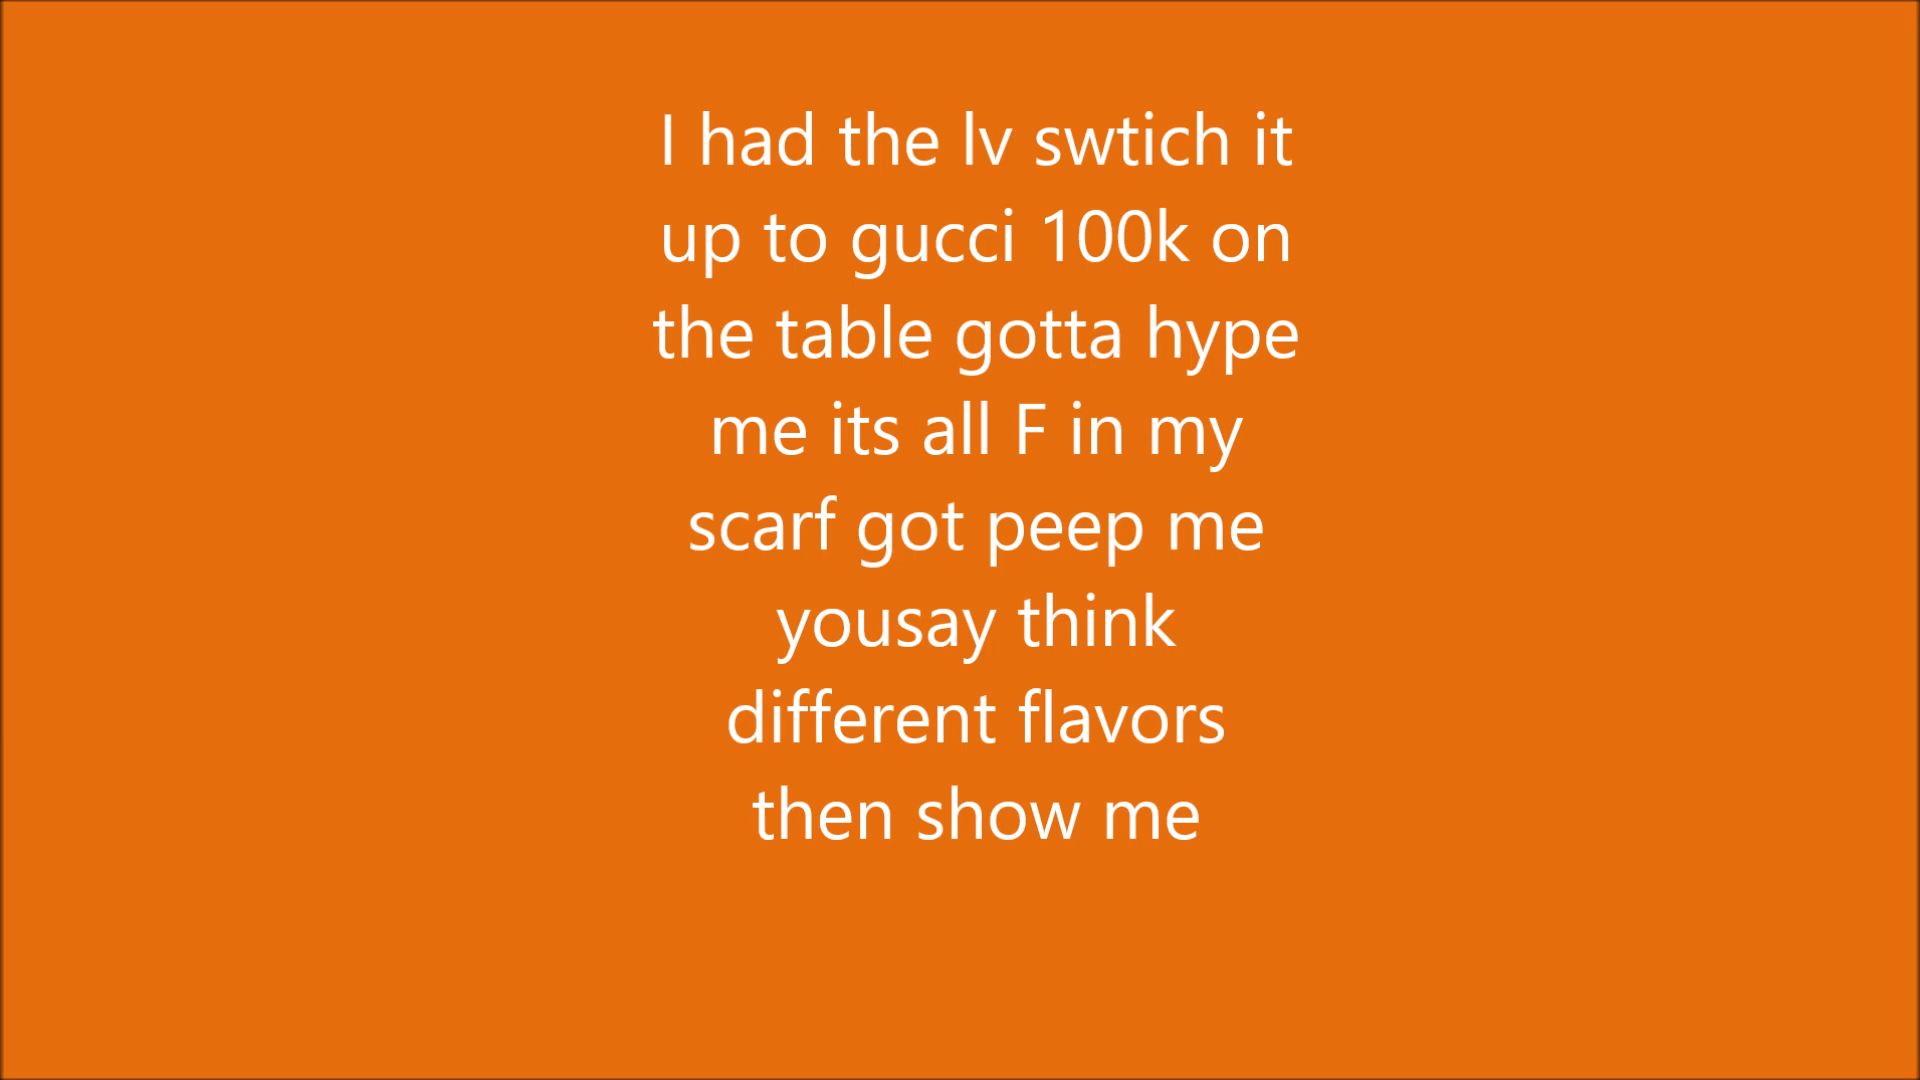 I had the lv swtich it
up to gucci 100k on
the table gotta hype
me its all F in my
scarf got peep me
yousay think
different flavors
then show me